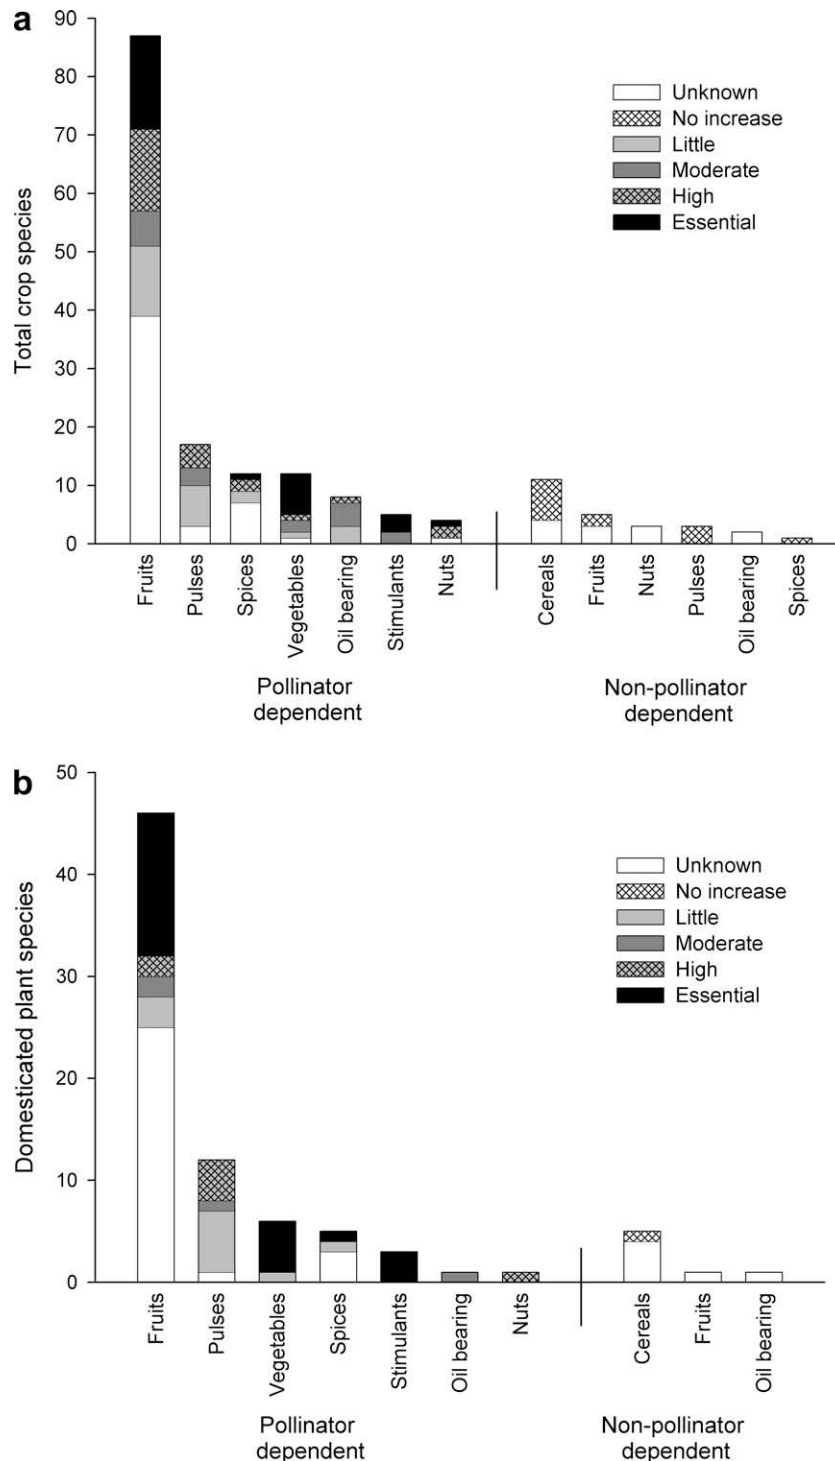 a
90
80
70
60
50
40
30
20
10
0
Total crop species
Unknown
No increase
Little
Moderate
High
Essential
Fruits
Pulses
Spices
Vegetables
Oil bearing
Stimulants
Nuts
Cereals
Fruits
Nuts
Pulses
Oil bearing
Spices
Pollinator
dependent
Non-pollinator
dependent
b
50
40
30
20
10
0
Domesticated plant species
Unknown
No increase
Little
Moderate
High
Essential
Fruits
Pulses
Vegetables
Spices
Stimulants
Oil bearing
Nuts
Cereals
Fruits
Oil bearing
Pollinator
dependent
Non-pollinator
dependent